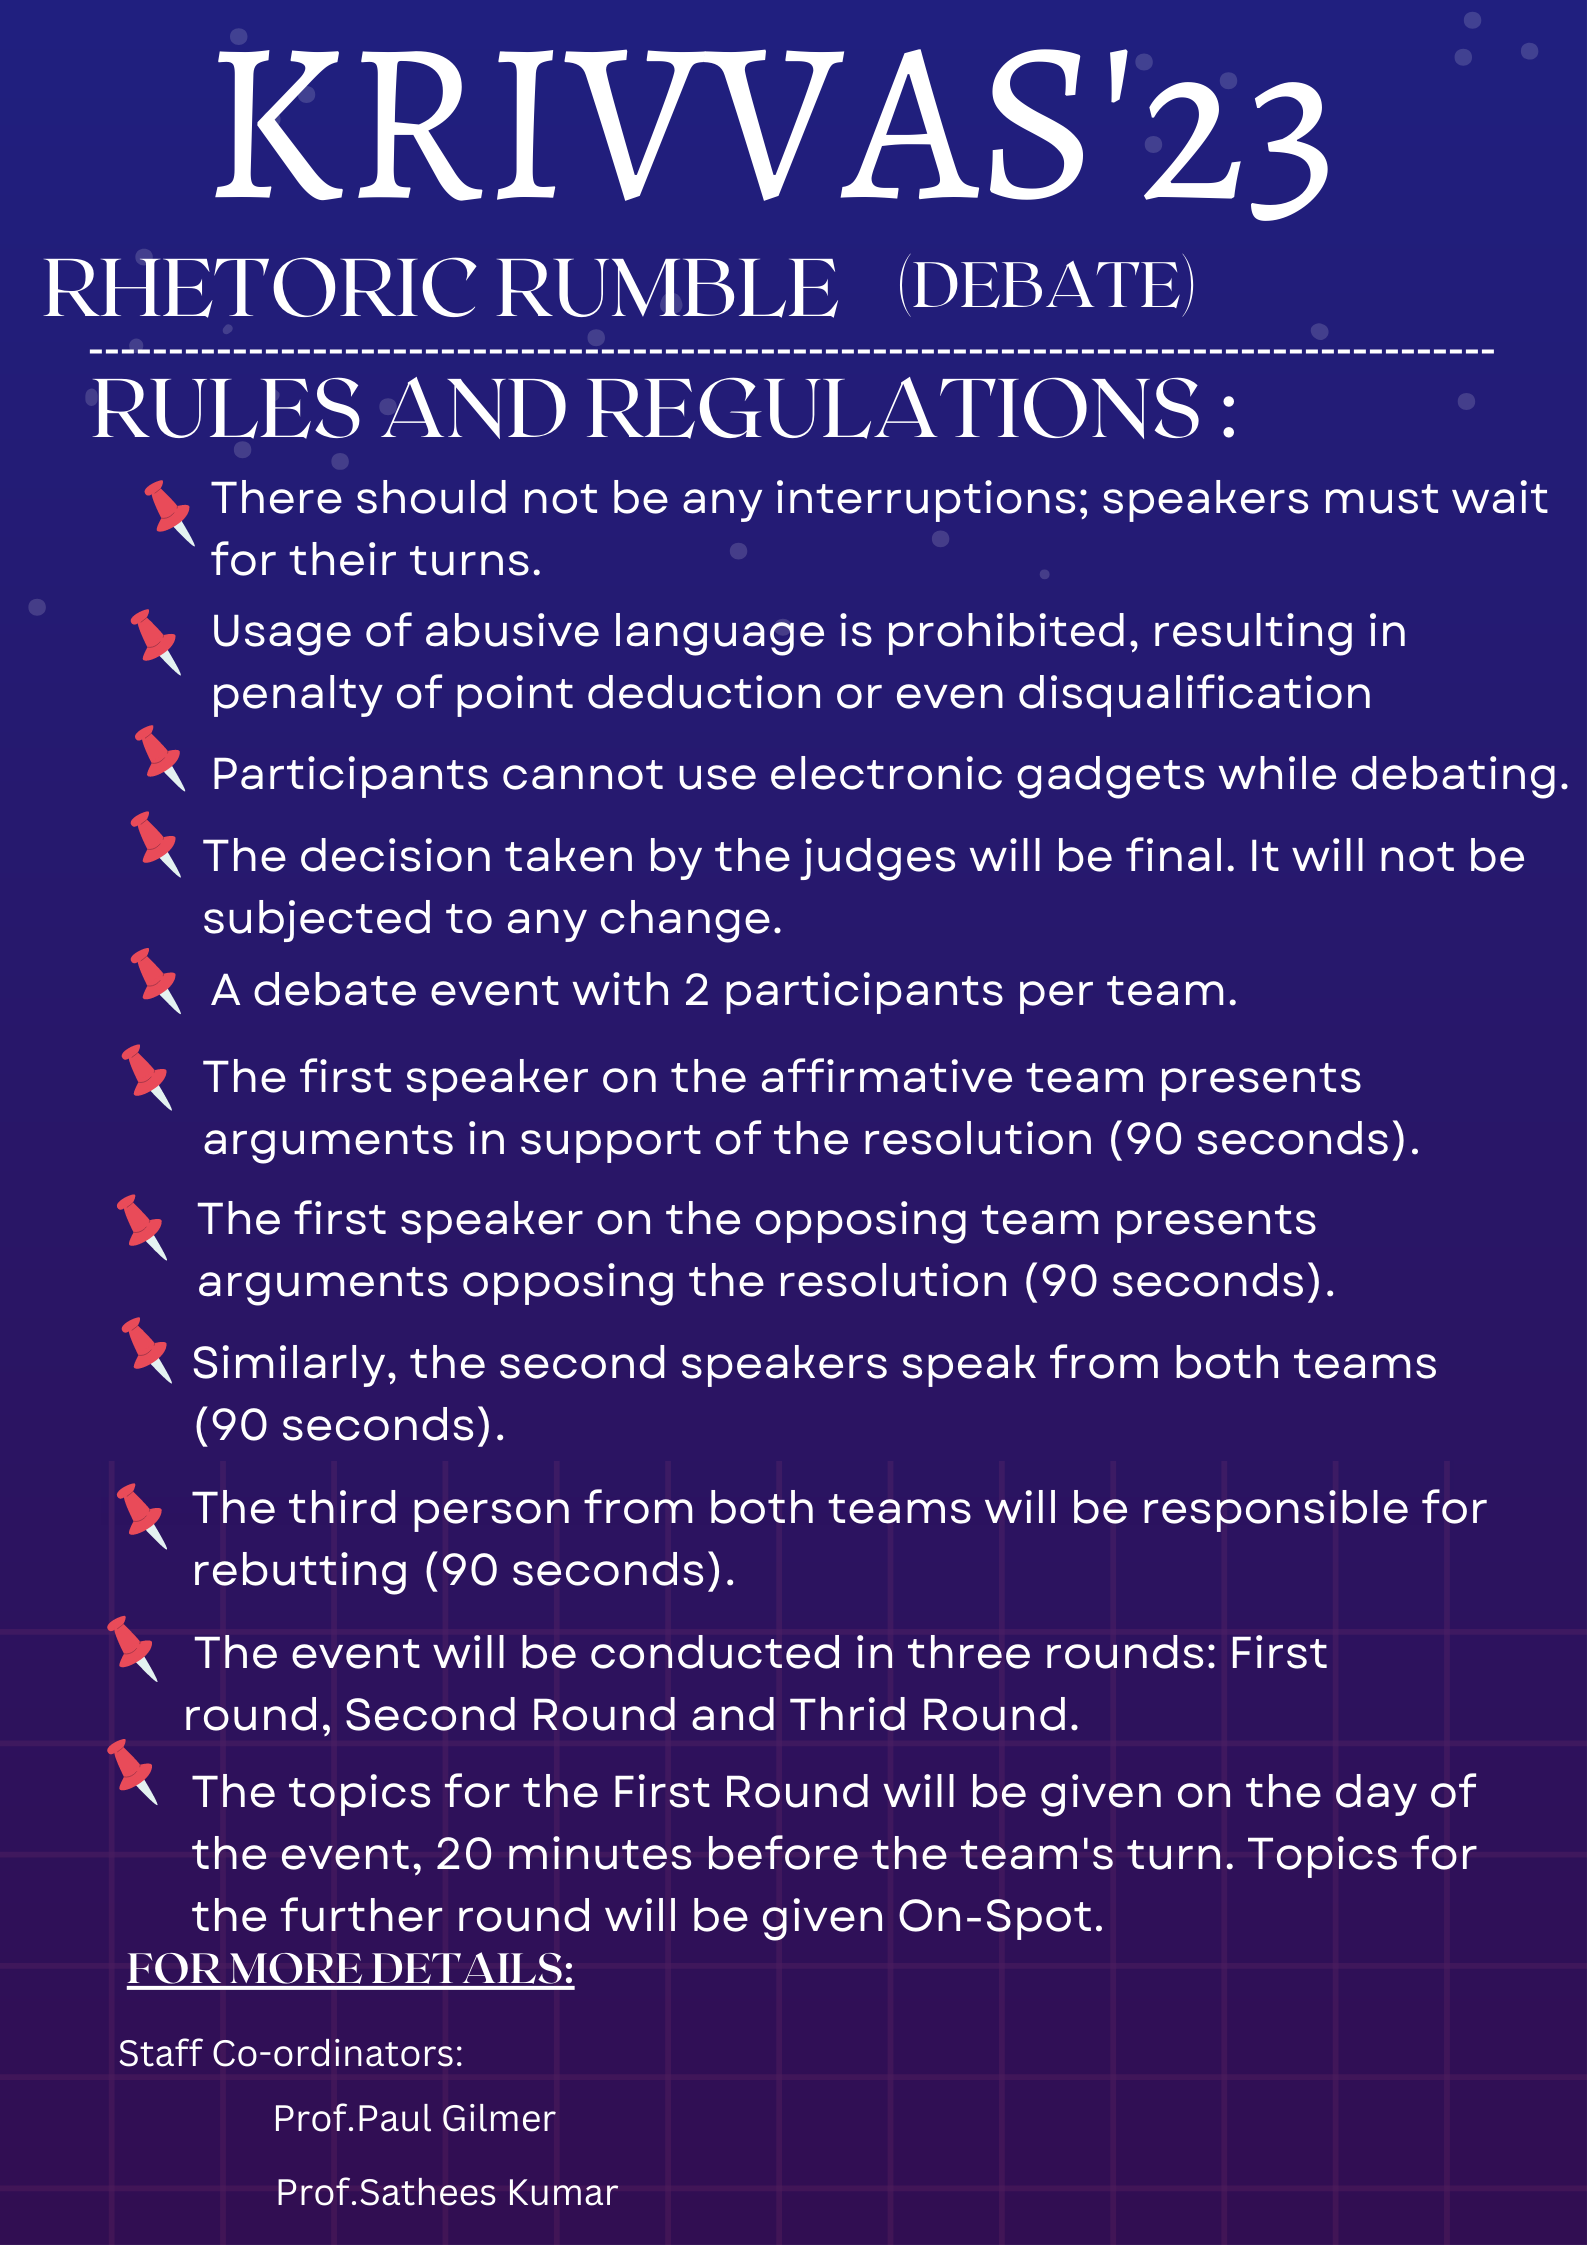 KRIVVAS'23
RHETORIC RUMBLE (DEBATE)
RULES AND REGULATIONS :
There should not be any interruptions; speakers must wait
for their turns.
Usage of abusive language is prohibited, resulting in
penalty of point deduction or even disqualification
Participants cannot use electronic gadgets while debating.
The decision taken by the judges will be final. It will not be
subjected to any change.
A debate event with 2 participants per team.
The first speaker on the affirmative team presents
arguments in support of the resolution (90 seconds).
The first speaker on the opposing team presents
arguments opposing the resolution (90 seconds).
Similarly, the second speakers speak from both teams
(90 seconds).
The third person from both teams will be responsible for
rebutting (90 seconds).
The event will be conducted in three rounds: First
round, Second Round and Thrid Round.
The topics for the First Round will be given on the day of
the event, 20 minutes before the team's turn. Topics for
the further round will be given On-Spot.
FOR MORE DETAILS:
Staff Co-ordinators:
Prof.Paul Gilmer
Prof.Sathees Kumar